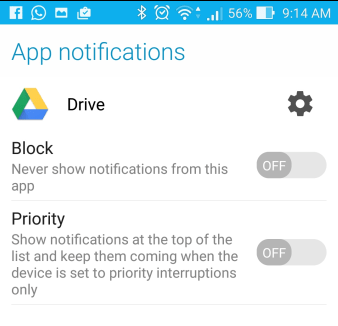 56% 9:14 AM
App notifications
Drive
Block
Never show notifications from this
app
OFF
Priority
Show notifications at the top of the
list and keep them coming when the
device is set to priority interruptions
only
OFF